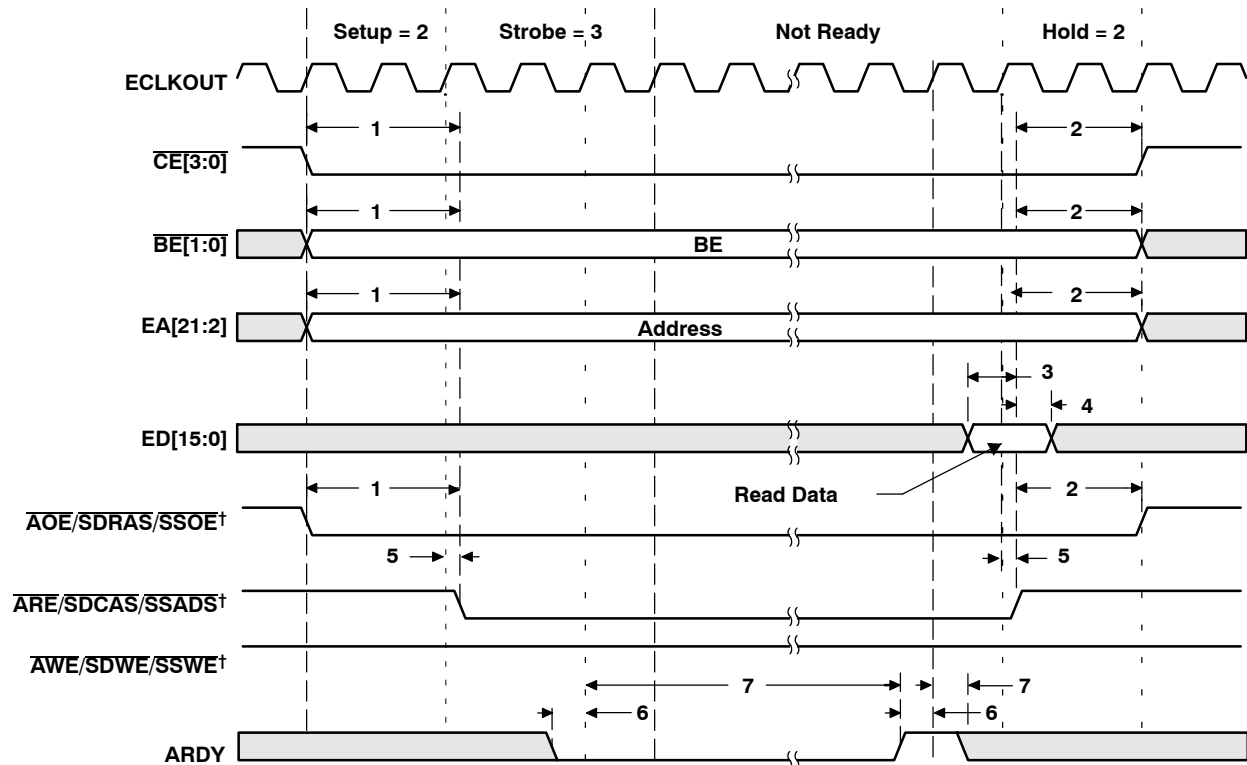 Setup = 2 Strobe = 3 Not Ready Hold = 2
ECLKOUT
1 2
CE[3:0]
1 2
BE[1:0] BE
1 2
EA[21:2] Address
3
4
ED[15:0]
Read Data
1 2
AOE/SDRAS/SSOE†
5 5
ARE/SDCAS/SSADS†
AWE/SDWE/SSWE†
7 7
6 6
ARDY